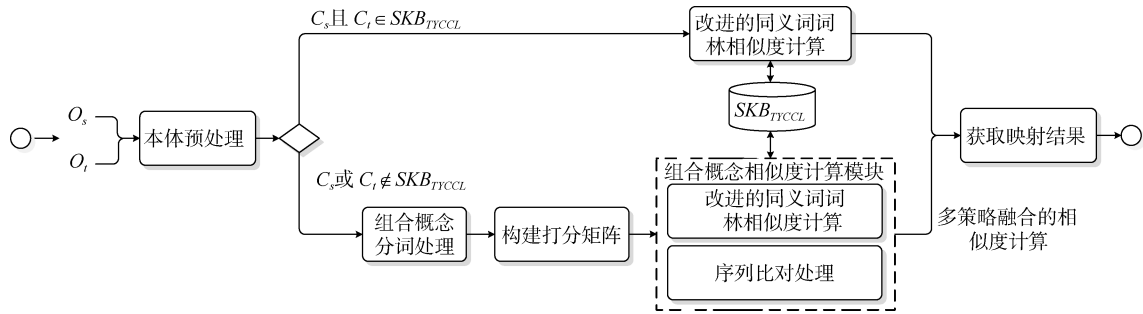 C_s且 C_t∈SKB_TYCCL
改进的同义词词
林相似度计算
O_s
O_t
本体预处理
SKB_TYCCL
获取映射结果
C_s或 C_t∉SKB_TYCCL
组合概念
分词处理
构建打分矩阵
组合概念相似度计算模块
改进的同义词词
林相似度计算
序列比对处理
多策略融合的相
似度计算